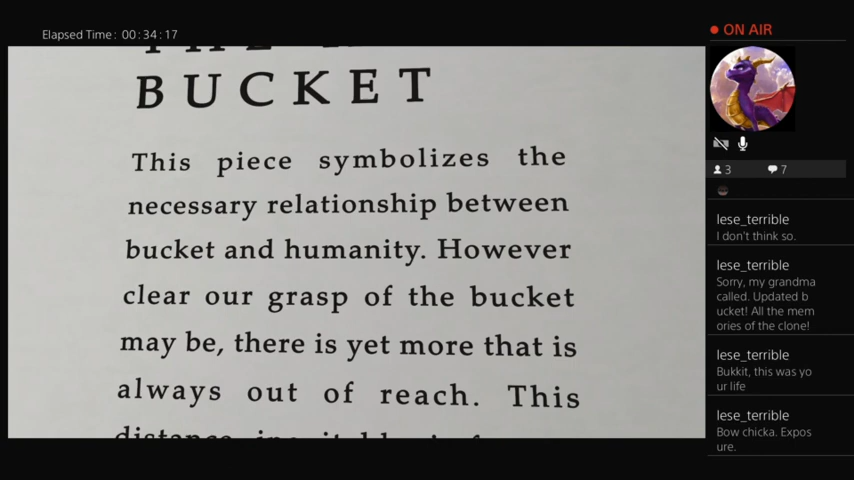 Elapsed Time: 00:34:17
BUCKET
This piece symbolizes the
necessary relationship between
bucket and humanity. However
clear our grasp of the bucket
may be, there is yet more that is
always out of reach. This
ON AIR
3 7
lese_terrible
I don't think so.
lese_terrible
Sorry, my grandma
called. Updated b
ucket! All the mem
ories of the clone!
lese_terrible
Bukkit, this was yo
ur life
lese_terrible
Bow chicka. Expos
ure.